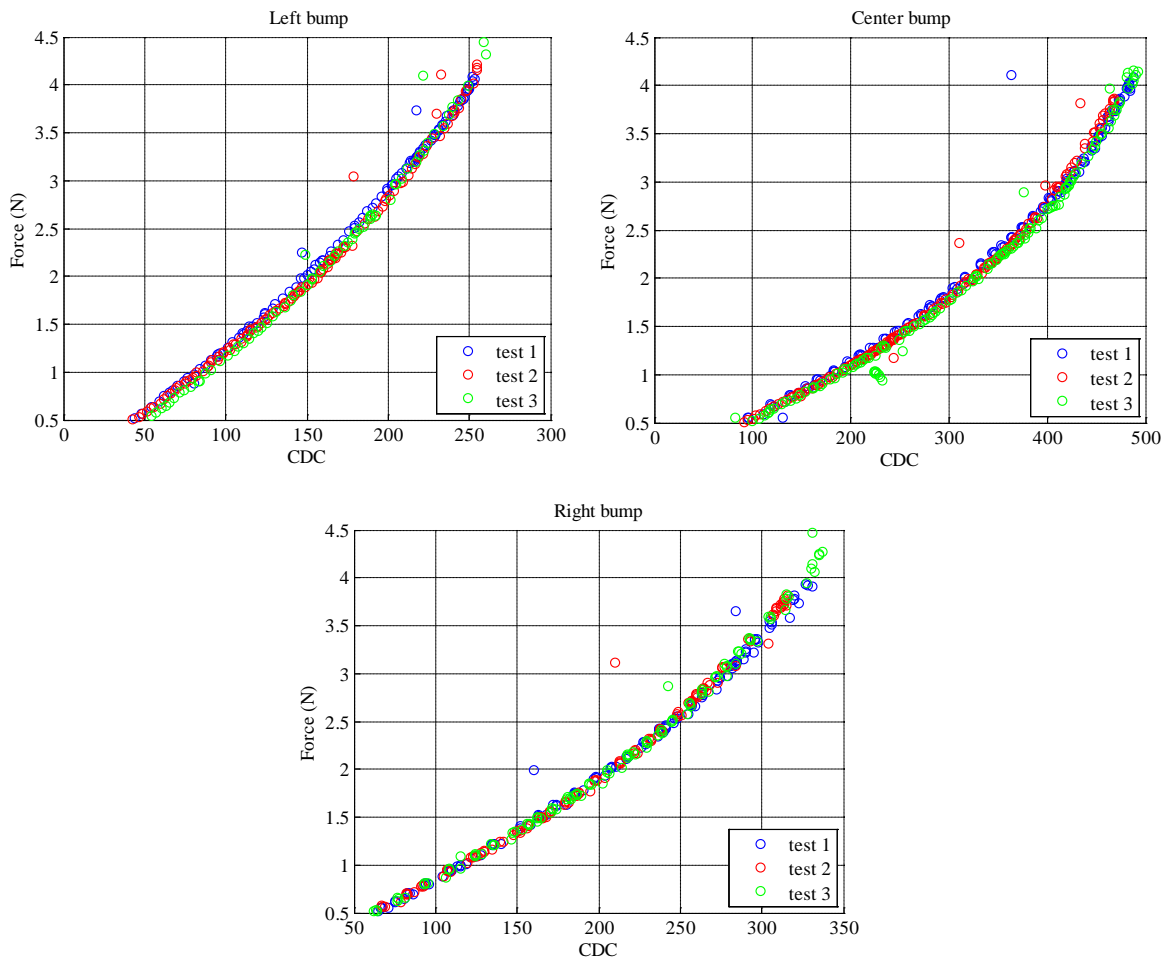 Left bump
4.5
4
3.5
3
2.5
2
1.5
1
0.5
Force (N)
0 50 100 150 200 250 300
CDC
test 1
test 2
test 3
Center bump
4.5
4
3.5
3
2.5
2
1.5
1
0.5
Force (N)
0 100 200 300 400 500
CDC
test 1
test 2
test 3
Right bump
4.5
4
3.5
3
2.5
2
1.5
1
0.5
Force (N)
50 100 150 200 250 300 350
CDC
test 1
test 2
test 3